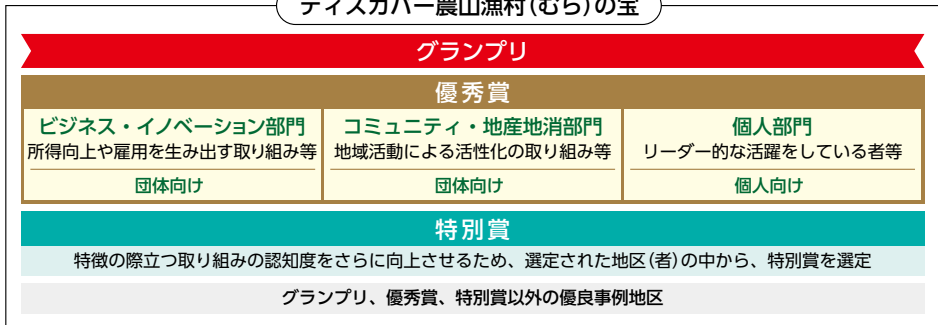 ディスカバー農山漁村(むら)の宝
グランプリ
優秀賞
ビジネス・イノベーション部門
所得向上や雇用を生み出す取り組み等
団体向け
コミュニティ・地産地消部門
地域活動による活性化の取り組み等
団体向け
個人部門
リーダー的な活躍をしている者等
個人向け
特別賞
特徴の際立つ取り組みの認知度をさらに向上させるため、選定された地区(者)の中から、特別賞を選定
グランプリ、優秀賞、特別賞以外の優良事例地区